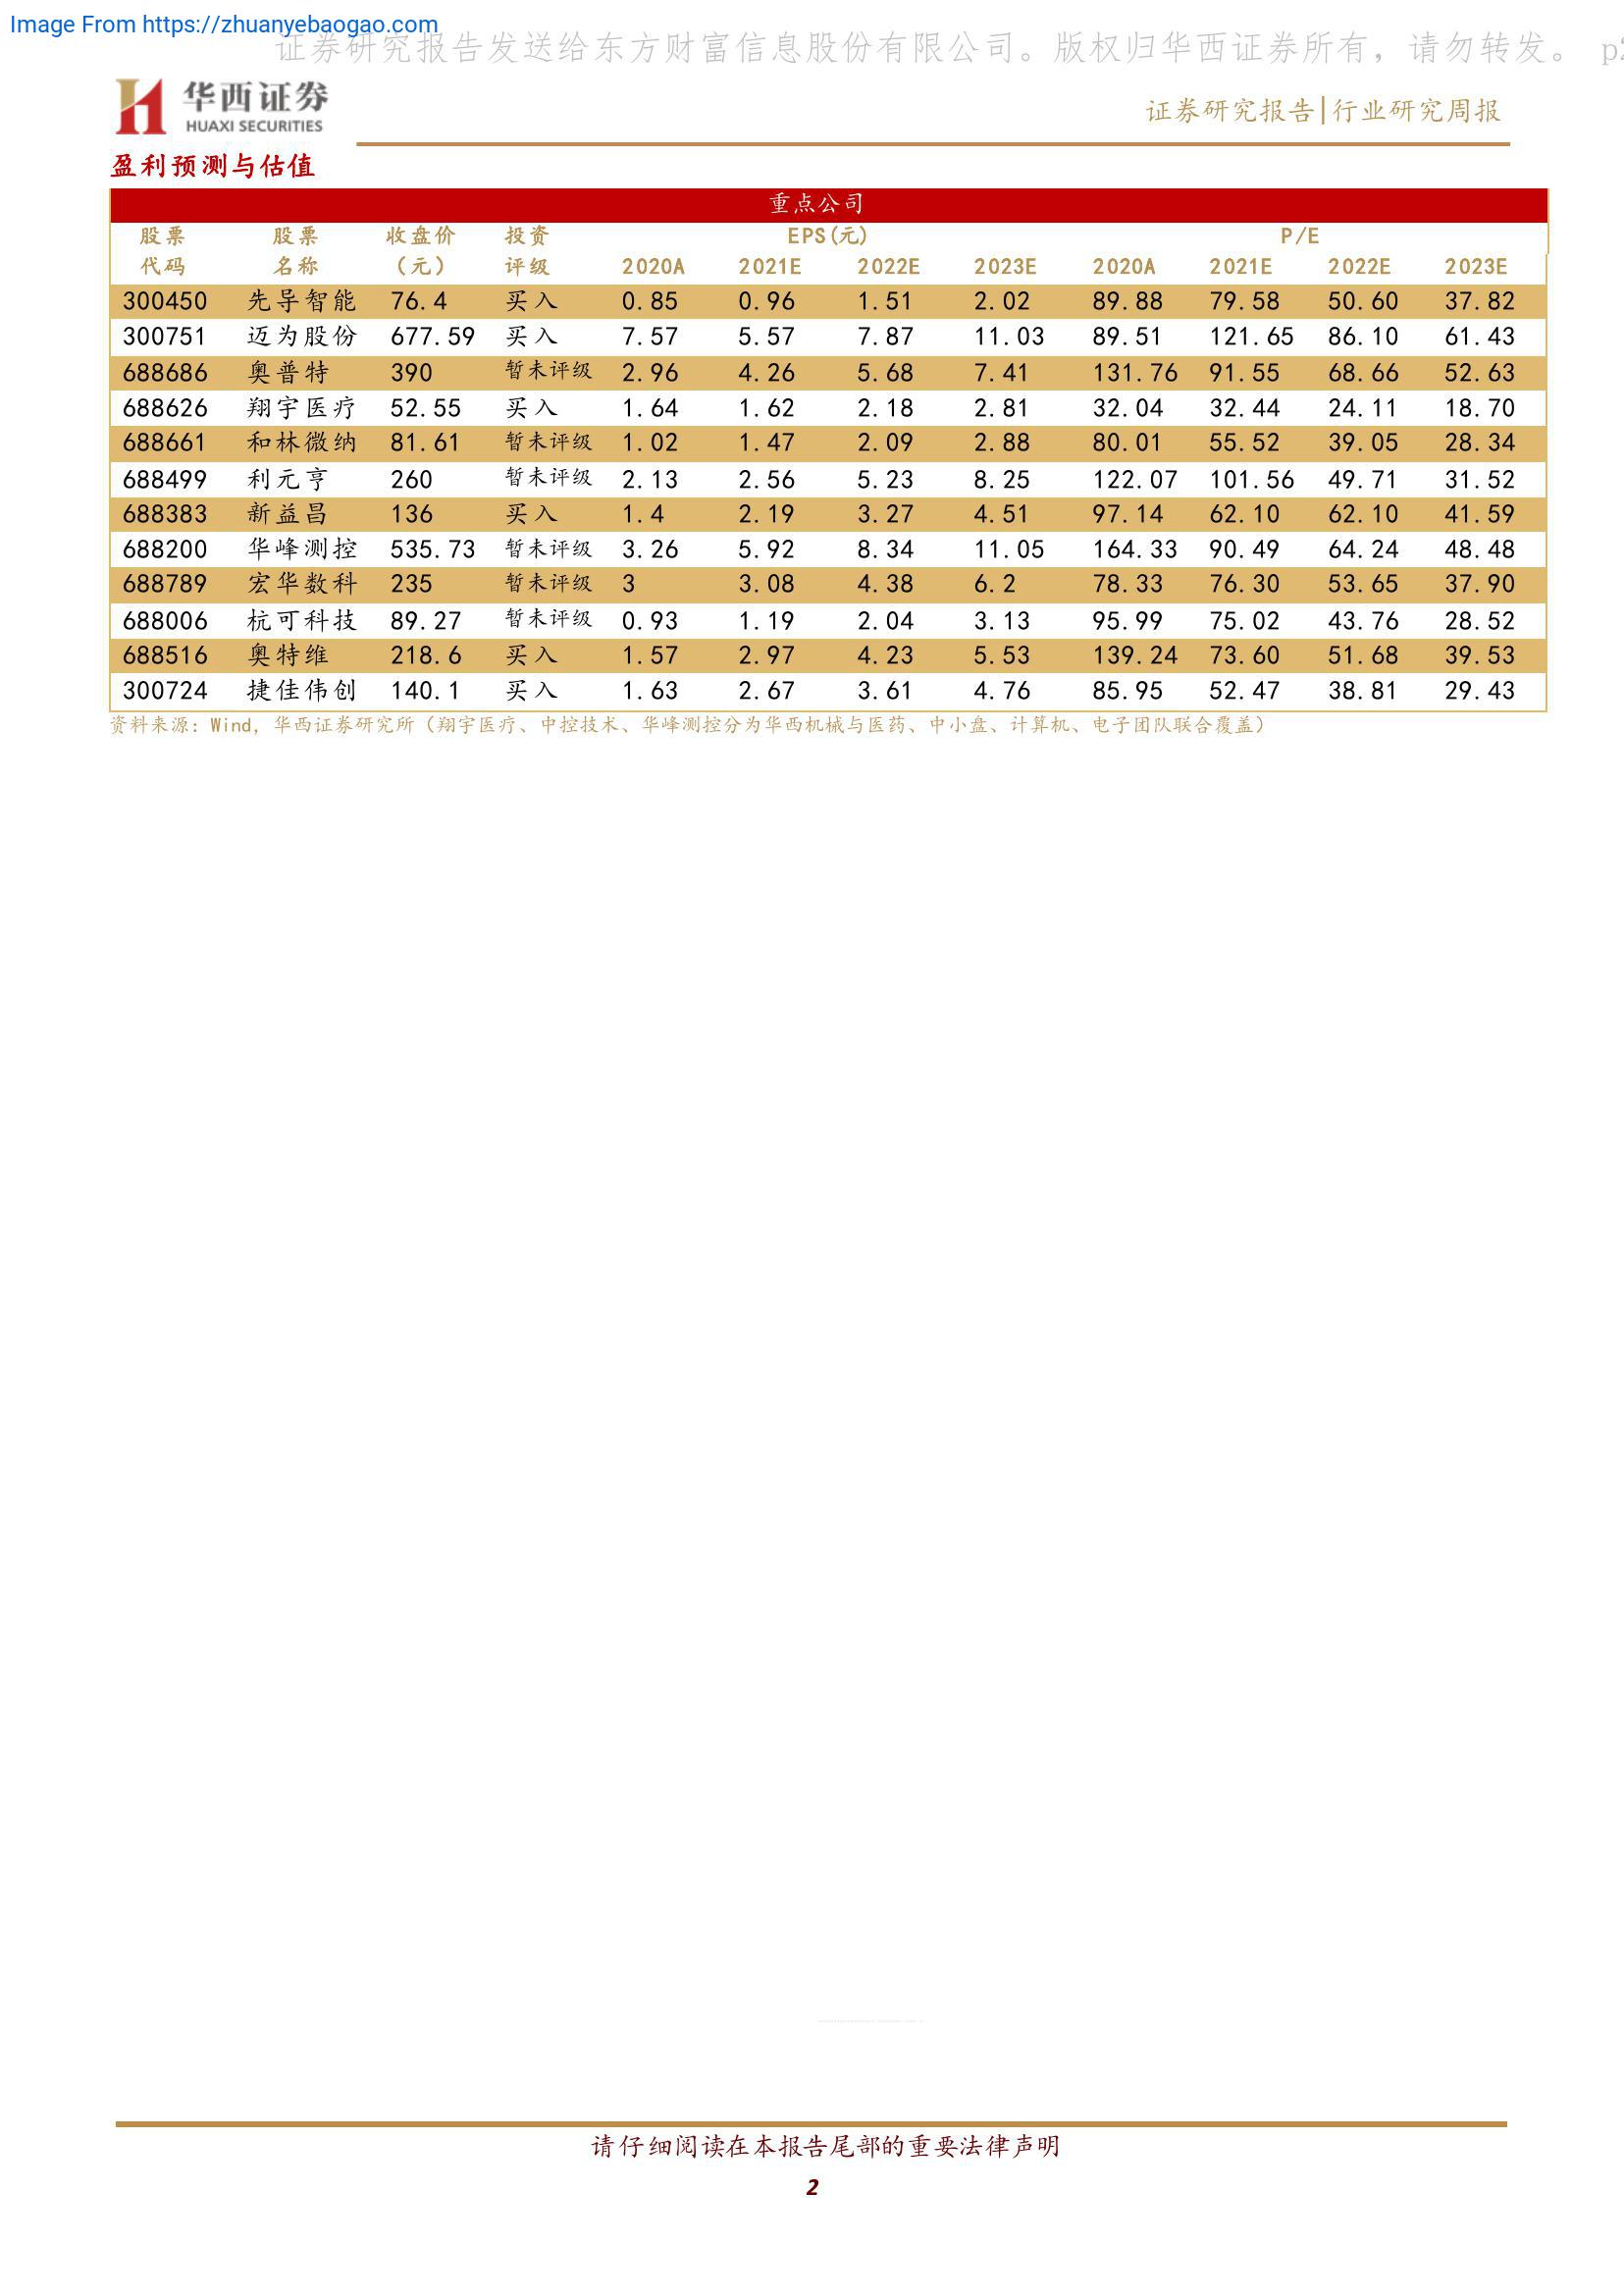 Image From https://zhuanyebaogao.com
证券研究报告发送给东方财富信息股份有限公司。版权归华西证券所有，请勿转发。 p2
华西证券
HUAXI SECURITIES
证券研究报告|行业研究周报
盈利预测与估值
重点公司
股票 股票 收盘价 投资 EPS(元) P/E
代码 名称 （元） 评级 2020A 2021E 2022E 2023E 2020A 2021E 2022E 2023E
300450 先导智能 76.4 买入 0.85 0.96 1.51 2.02 89.88 79.58 50.60 37.82
300751 迈为股份 677.59 买入 7.57 5.57 7.87 11.03 89.51 121.65 86.10 61.43
688686 奥普特 390 暂未评级 2.96 4.26 5.68 7.41 131.76 91.55 68.66 52.63
688626 翔宇医疗 52.55 买入 1.64 1.62 2.18 2.81 32.04 32.44 24.11 18.70
688661 和林微纳 81.61 暂未评级 1.02 1.47 2.09 2.88 80.01 55.52 39.05 28.34
688499 利元亨 260 暂未评级 2.13 2.56 5.23 8.25 122.07 101.56 49.71 31.52
688383 新益昌 136 买入 1.4 2.19 3.27 4.51 97.14 62.10 62.10 41.59
688200 华峰测控 535.73 暂未评级 3.26 5.92 8.34 11.05 164.33 90.49 64.24 48.48
688789 宏华数科 235 暂未评级 3 3.08 4.38 6.2 78.33 76.30 53.65 37.90
688006 杭可科技 89.27 暂未评级 0.93 1.19 2.04 3.13 95.99 75.02 43.76 28.52
688516 奥特维 218.6 买入 1.57 2.97 4.23 5.53 139.24 73.60 51.68 39.53
300724 捷佳伟创 140.1 买入 1.63 2.67 3.61 4.76 85.95 52.47 38.81 29.43
资料来源：Wind，华西证券研究所（翔宇医疗、中控技术、华峰测控分为华西机械与医药、中小盘、计算机、电子团队联合覆盖）
请仔细阅读在本报告尾部的重要法律声明
2